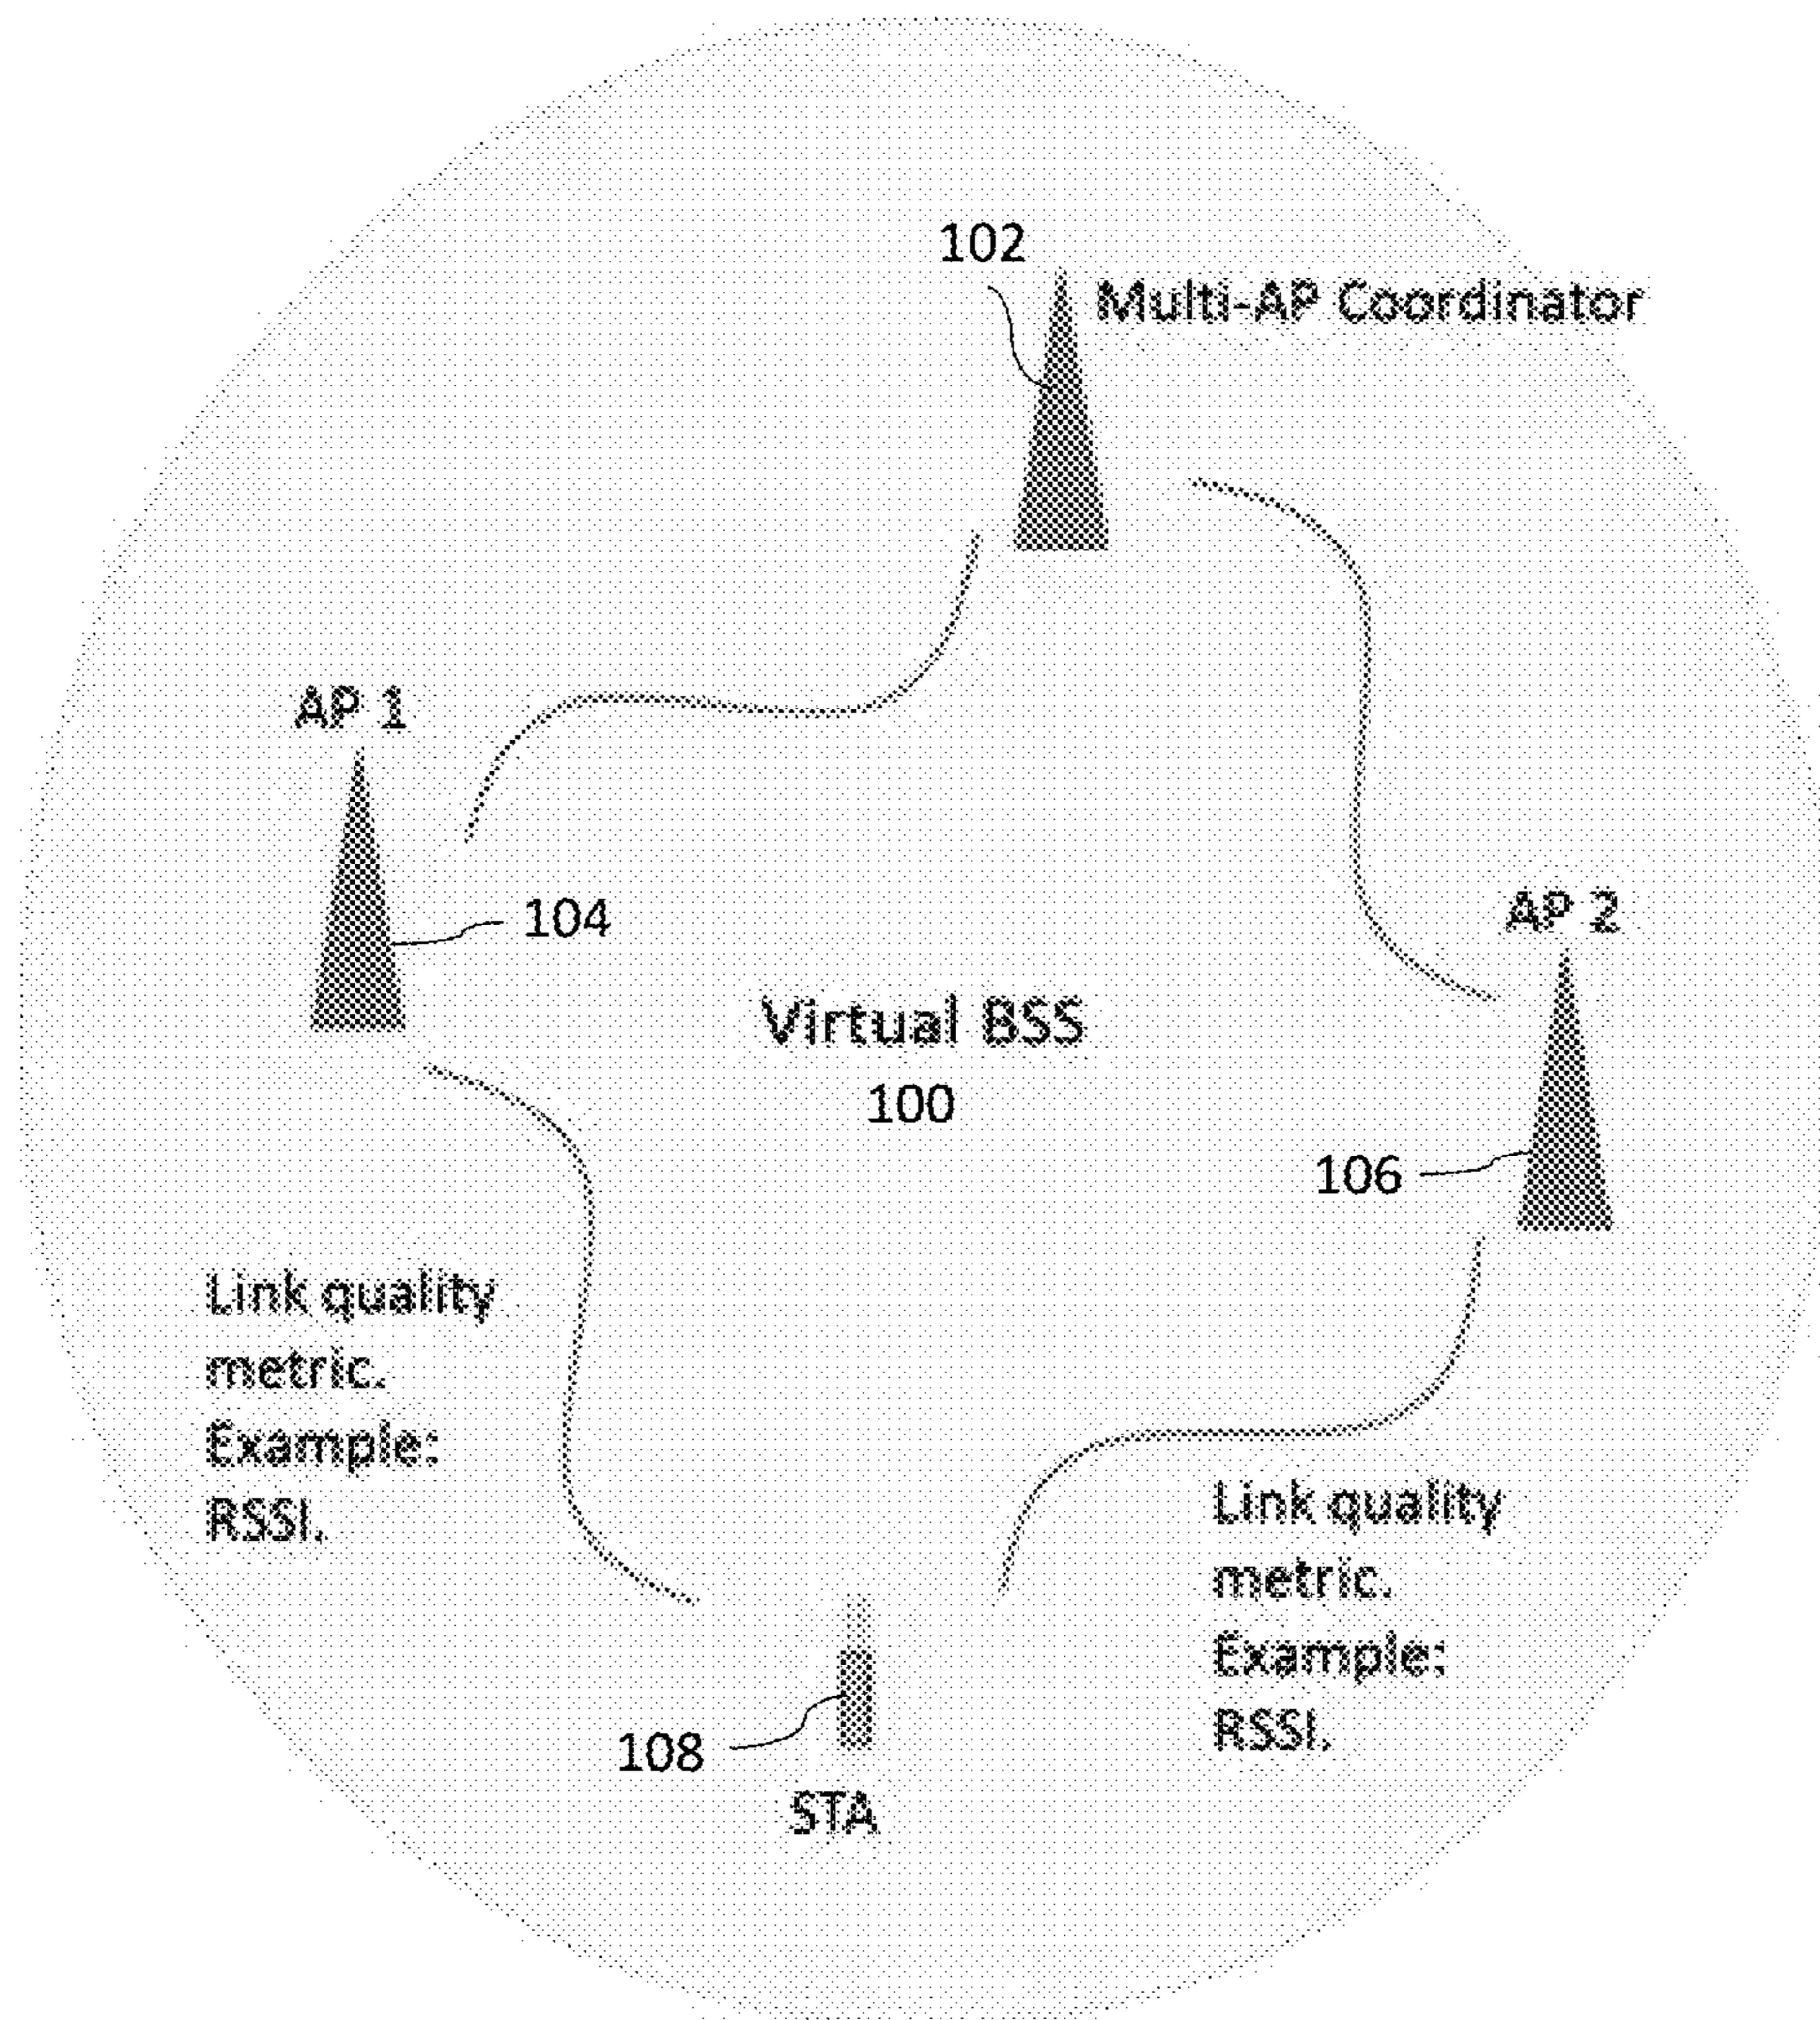 102
Multi-AP Coordinator
AP 1
104
AP 2
Virtual BSS
100
106
Link quality
metric.
Example:
RSSI.
Link quality
metric.
Example:
RSSI.
108
STA